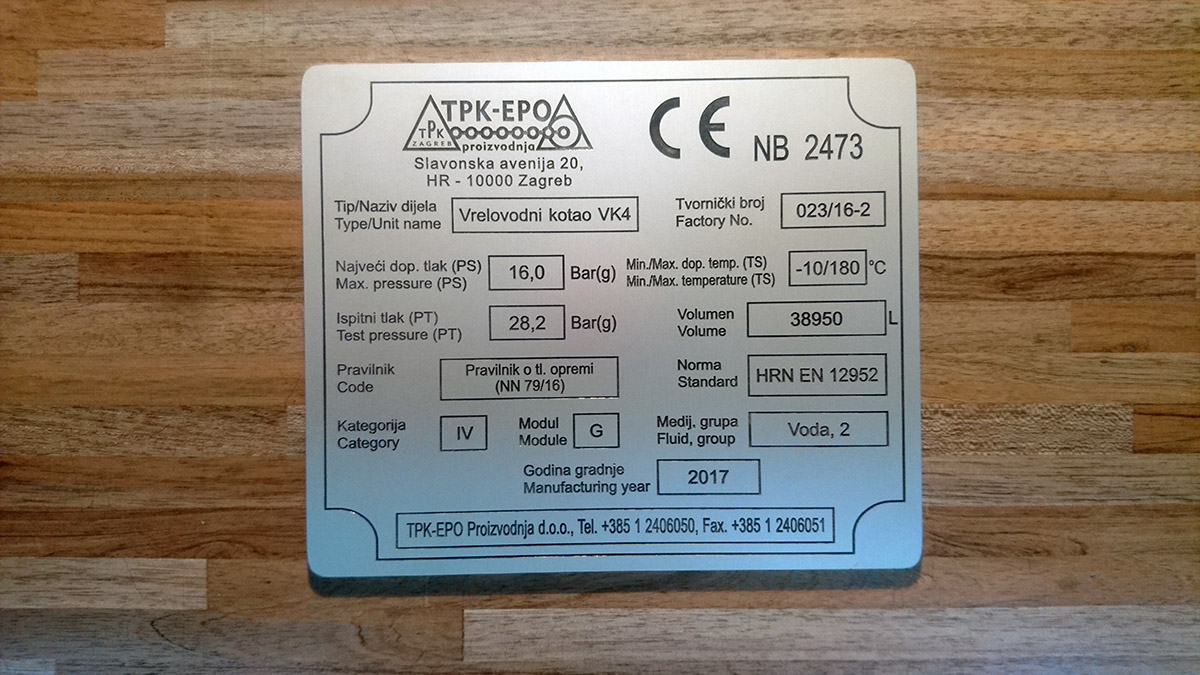 TPK-EPO
TPK
ZAGREB
proizvodnja
Slavonska avenija 20,
HR - 10000 Zagreb
CE NB 2473
Tip/Naziv dijela
Type/Unit name
Vrelovodni kotao VK4
Tvornički broj
Factory No.
023/16-2
Najveći dop. tlak (PS)
Max. pressure (PS)
16,0 Bar(g)
Min./Max. dop. temp. (TS)
Min./Max. temperature (TS)
-10/180 °C
Ispitni tlak (PT)
Test pressure (PT)
28,2 Bar(g)
Volumen
Volume
38950 L
Pravilnik
Code
Pravilnik o tl. opremi
(NN 79/16)
Norma
Standard
HRN EN 12952
Kategorija
Category
IV
Modul
Module
G
Medij. grupa
Fluid, group
Voda, 2
Godina gradnje
Manufacturing year
2017
TPK-EPO Proizvodnja d.o.o., Tel. +385 1 2406050, Fax. +385 1 2406051